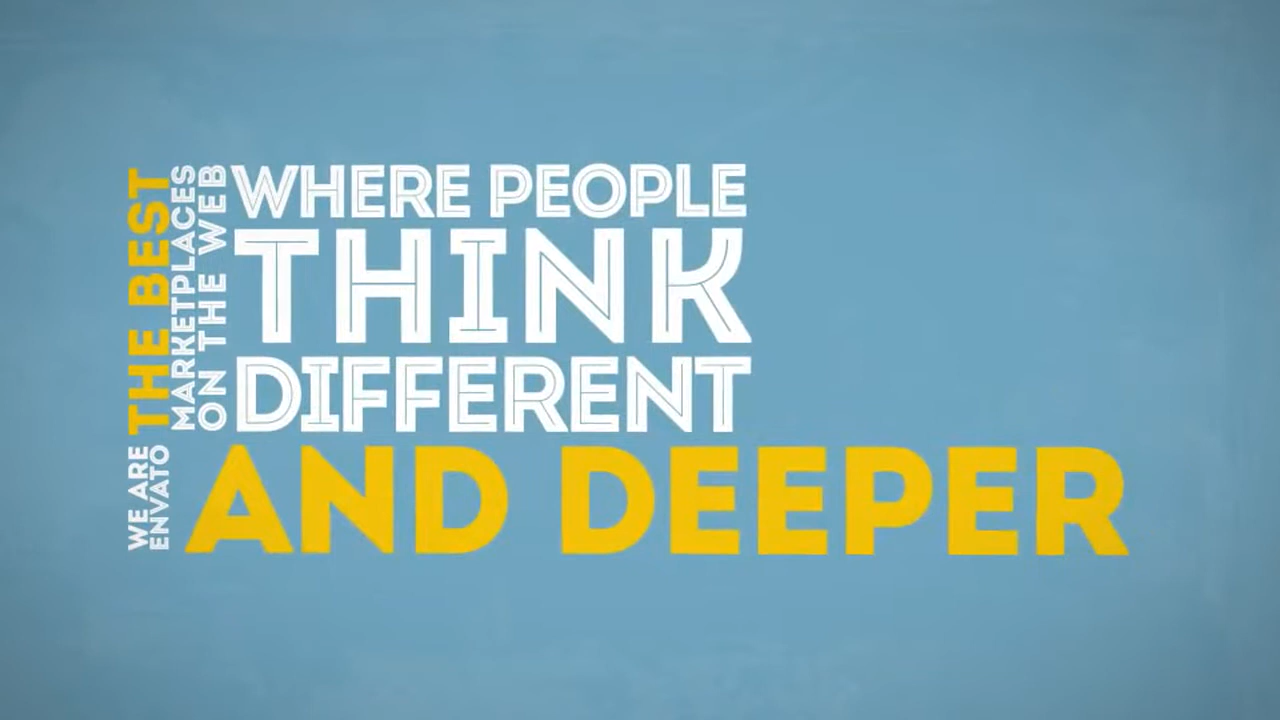 WE ARE
ENVATO
THE BEST
MARKETPLACES
ON THE WEB
WHERE PEOPLE
THINK
DIFFERENT
AND DEEPER